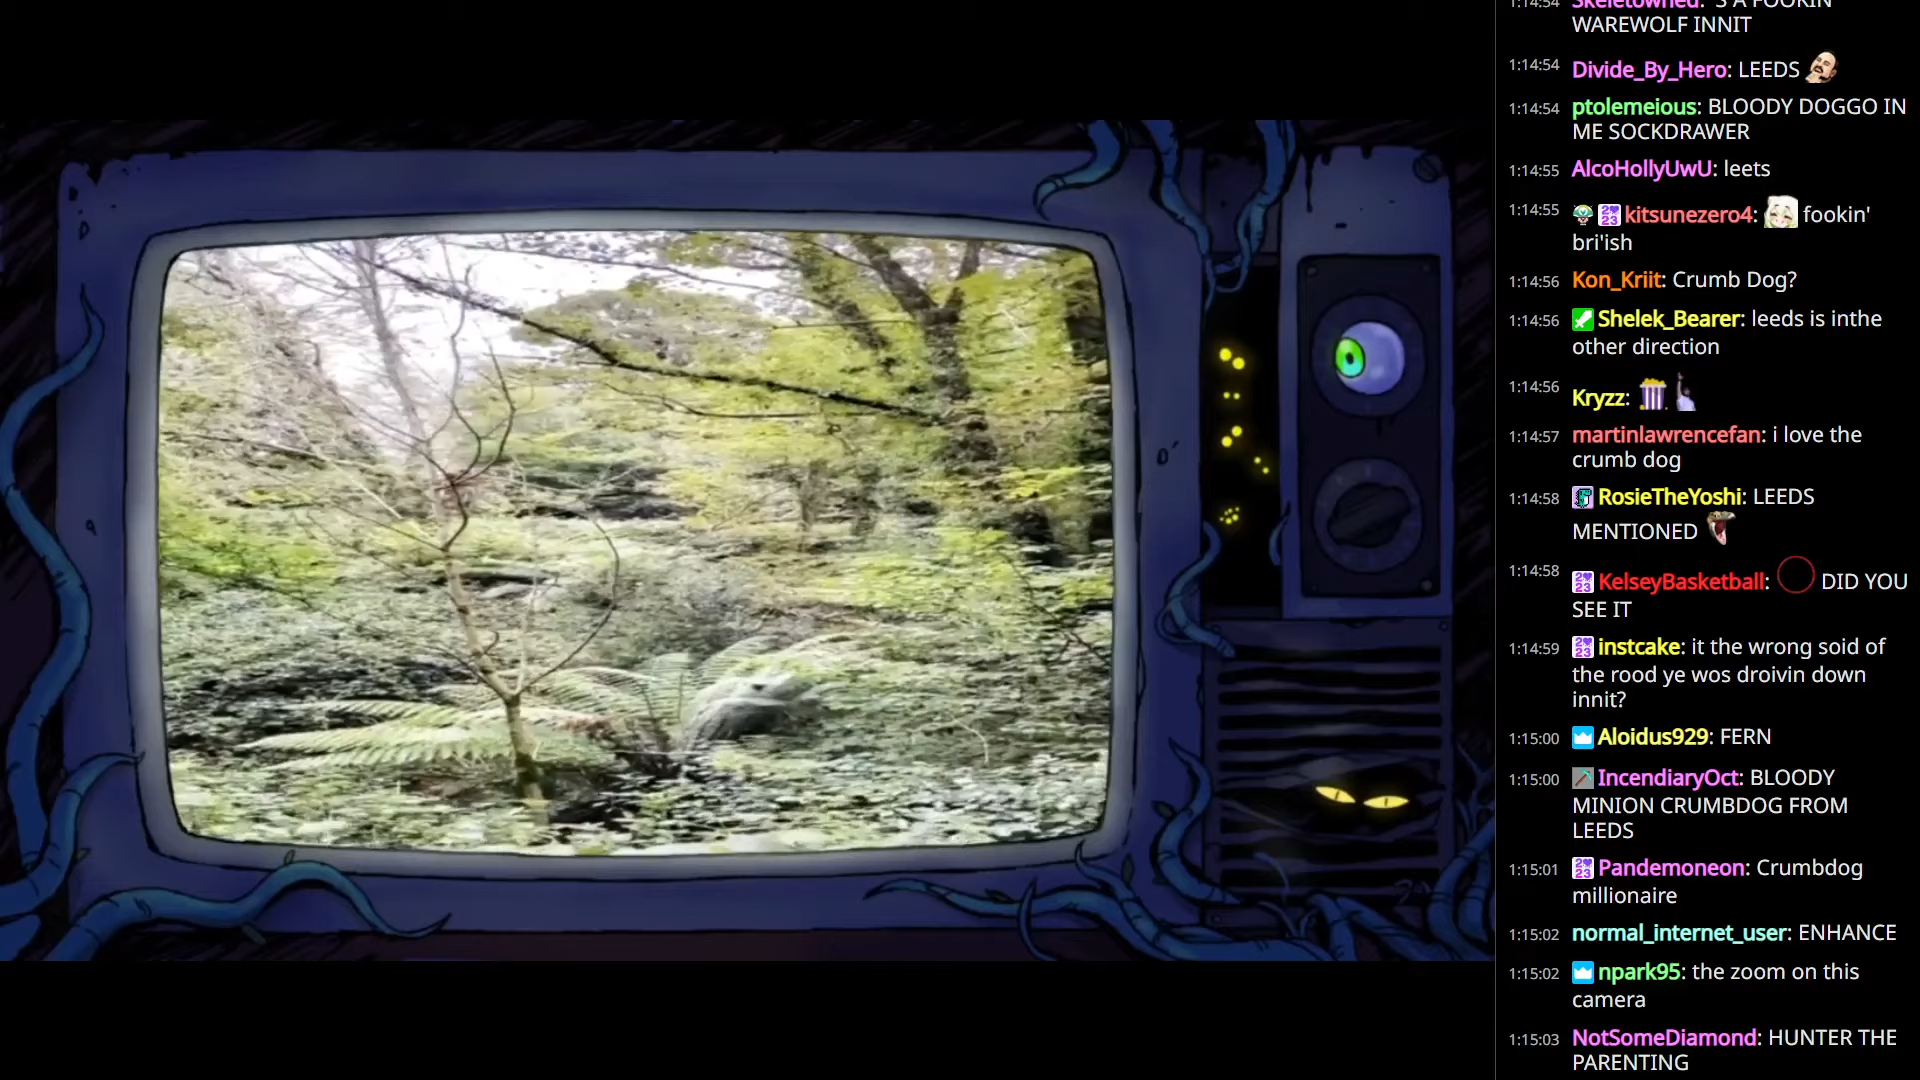 1:14:54 Skeletowned: 'S A FOOKIN
WAREWOLF INNIT
1:14:54 Divide_By_Hero: LEEDS
1:14:54 ptolemeious: BLOODY DOGGO IN
ME SOCKDRAWER
1:14:55 AlcoHollyUwU: leets
1:14:55 kitsunezero4: fookin'
bri'ish
1:14:56 Kon_Kriit: Crumb Dog?
1:14:56 Shelek_Bearer: leeds is inthe
other direction
1:14:56 Kryzz:
1:14:57 martinlawrencefan: i love the
crumb dog
1:14:58 RosieTheYoshi: LEEDS
MENTIONED
1:14:58 KelseyBasketball: DID YOU
SEE IT
1:14:59 instcake: it the wrong soid of
the rood ye wos droivin down
innit?
1:15:00 Aloidus929: FERN
1:15:00 IncendiaryOct: BLOODY
MINION CRUMBDOG FROM
LEEDS
1:15:01 Pandemoneon: Crumbdog
millionaire
1:15:02 normal_internet_user: ENHANCE
1:15:02 npark95: the zoom on this
camera
1:15:03 NotSomeDiamond: HUNTER THE
PARENTING